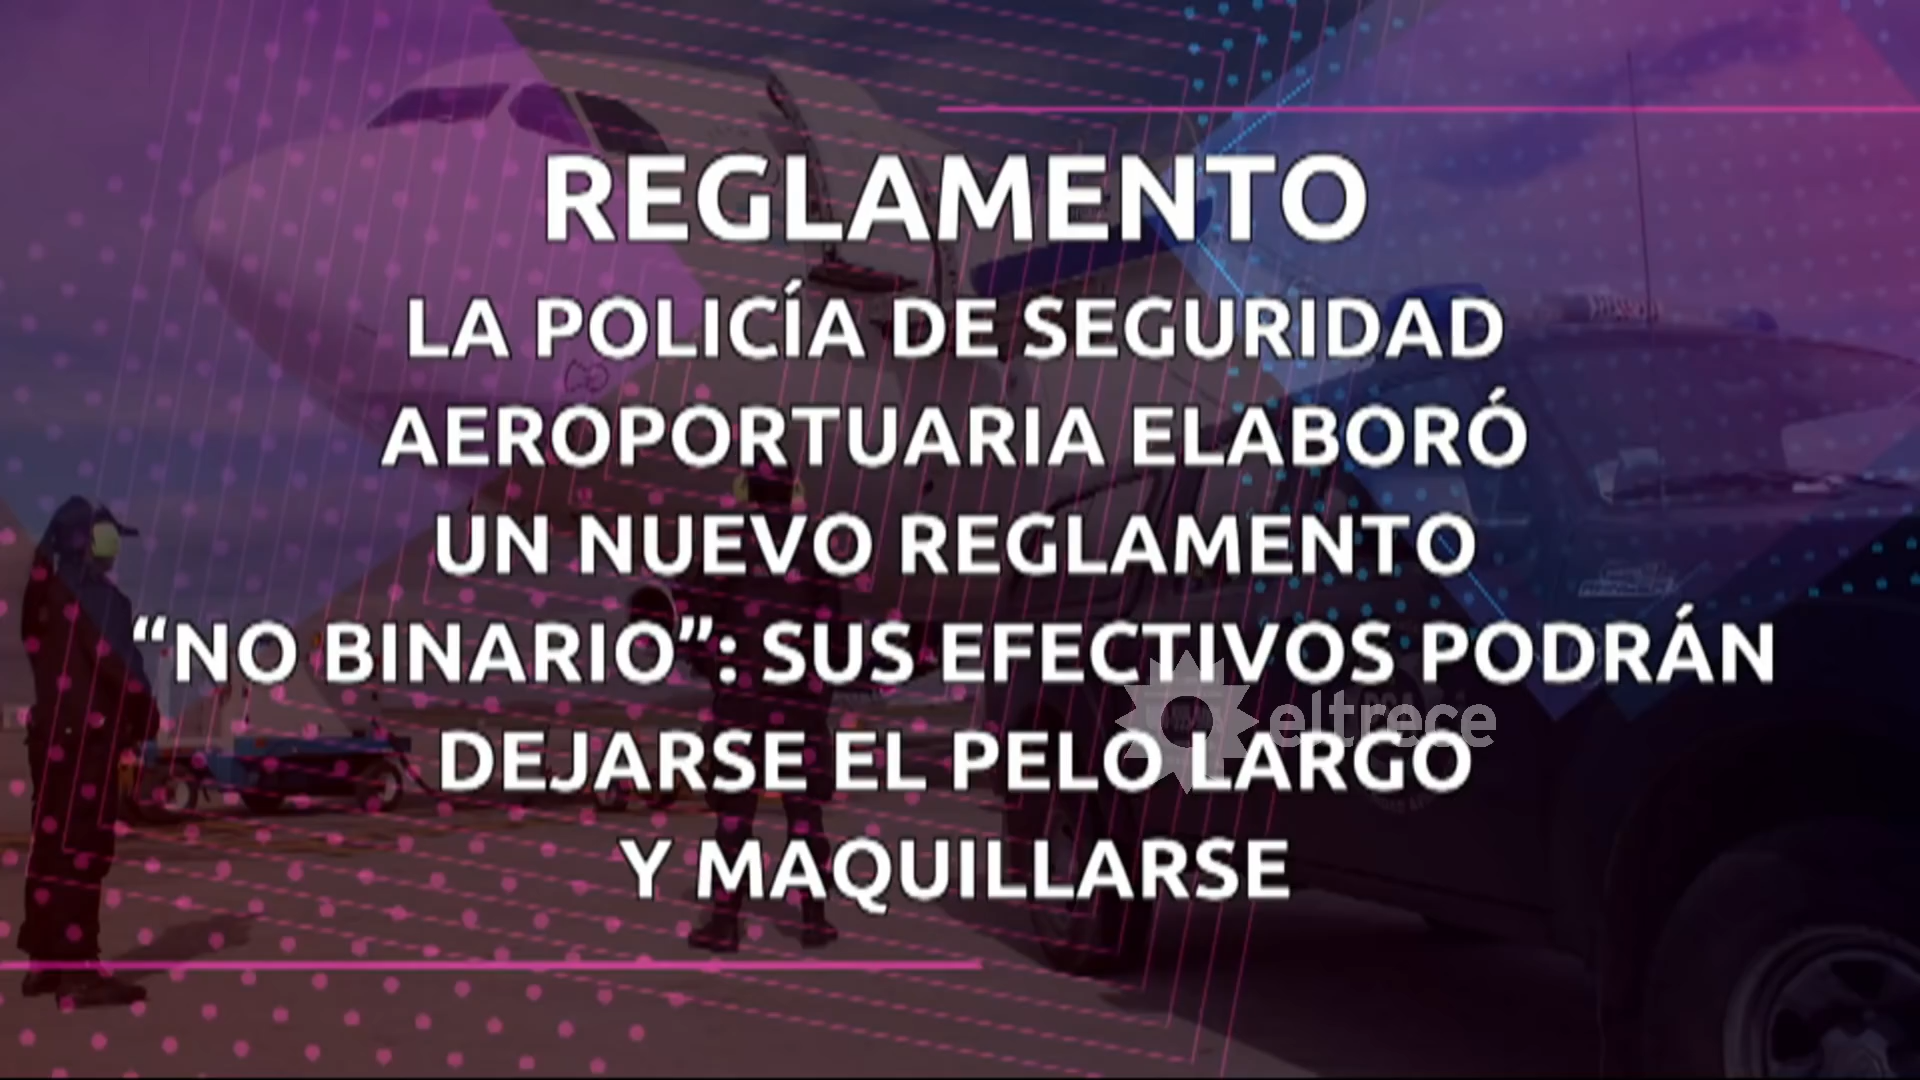 REGLAMENTO
LA POLICÍA DE SEGURIDAD
AEROPORTUARIA ELABORÓ
UN NUEVO REGLAMENTO
“NO BINARIO”: SUS EFECTIVOS PODRÁN
DEJARSE EL PELO LARGO
Y MAQUILLARSE
eltrece